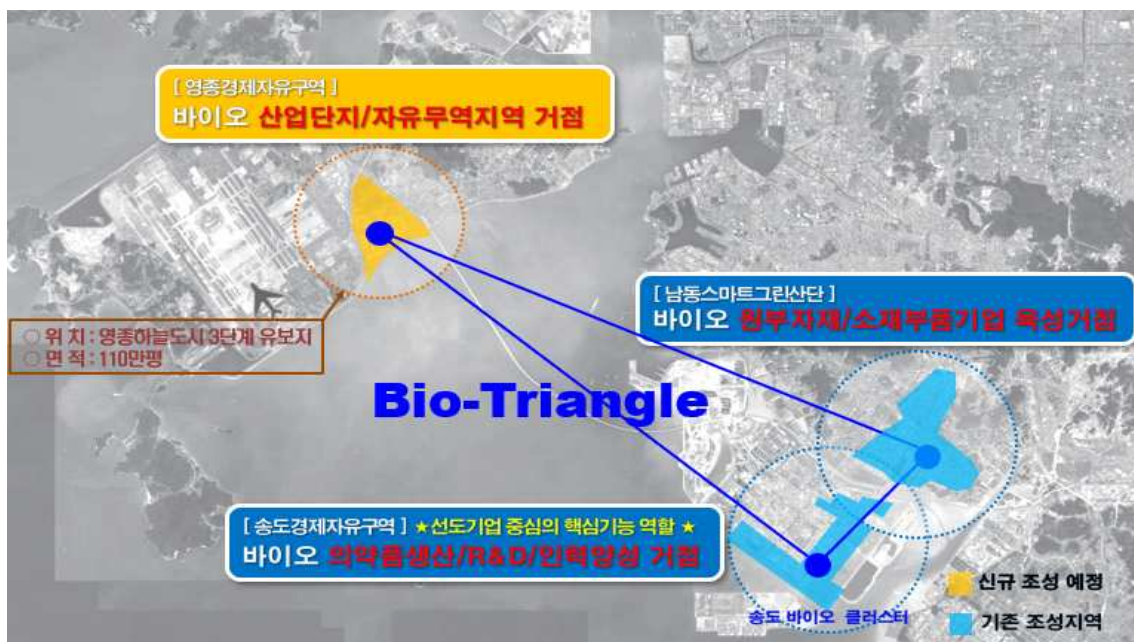 [ 영종경제자유구역 ]
바이오 산업단지/자유무역지역 거점
[ 남동스마트그린산단 ]
바이오 원부자재/소재부품기업 육성거점
○ 위 치 : 영종하늘도시 3단계 유보지
○ 면 적 : 110만평
Bio-Triangle
[ 송도경제자유구역 ] ★선도기업 중심의 핵심기능 역할 ★
바이오 의약품생산/R&D/인력양성 거점
송도 바이오 클러스터
신규 조성 예정
기존 조성지역